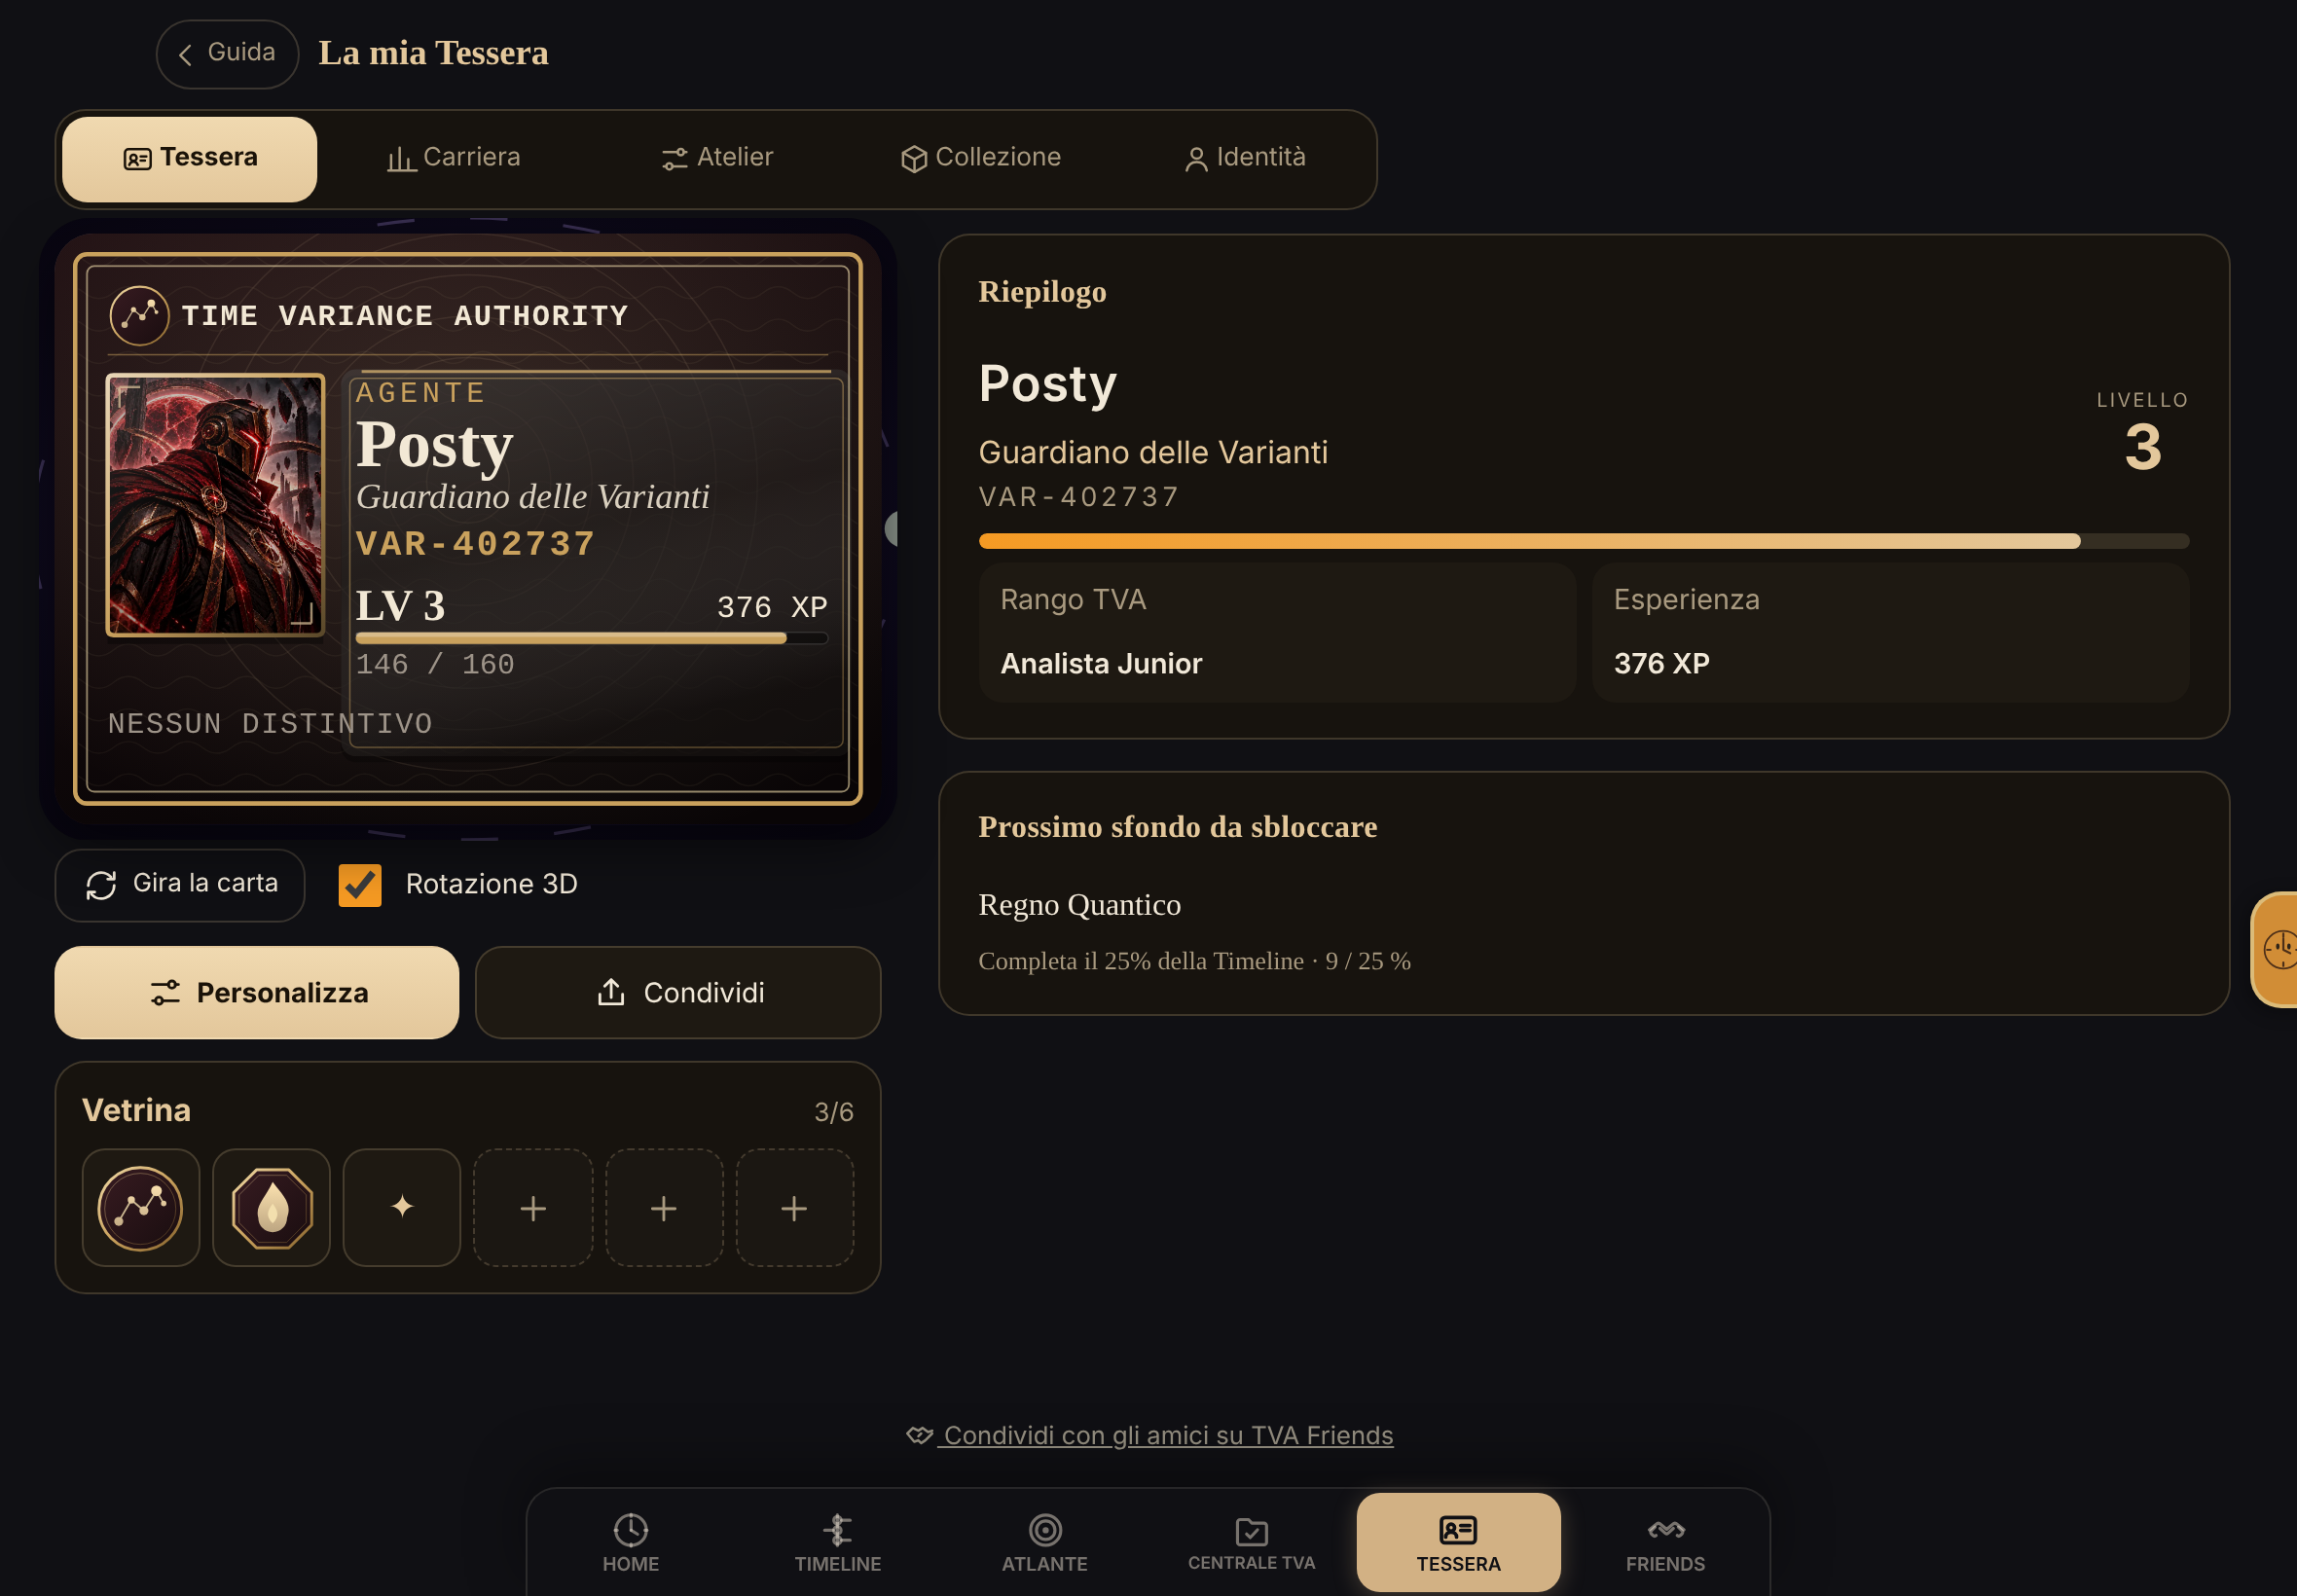 Guida
La mia Tessera
Tessera
Carriera
Atelier
Collezione
Identità
TIME VARIANCE AUTHORITY
AGENTE
Posty
Guardiano delle Varianti
VAR-402737
LV 3
376 XP
146 / 160
NESSUN DISTINTIVO
Gira la carta
Rotazione 3D
Personalizza
Condividi
Vetrina
3/6
Riepilogo
Posty
Guardiano delle Varianti
VAR-402737
LIVELLO
3
Rango TVA
Analista Junior
Esperienza
376 XP
Prossimo sfondo da sbloccare
Regno Quantico
Completa il 25% della Timeline · 9 / 25 %
Condividi con gli amici su TVA Friends
HOME
TIMELINE
ATLANTE
CENTRALE TVA
TESSERA
FRIENDS